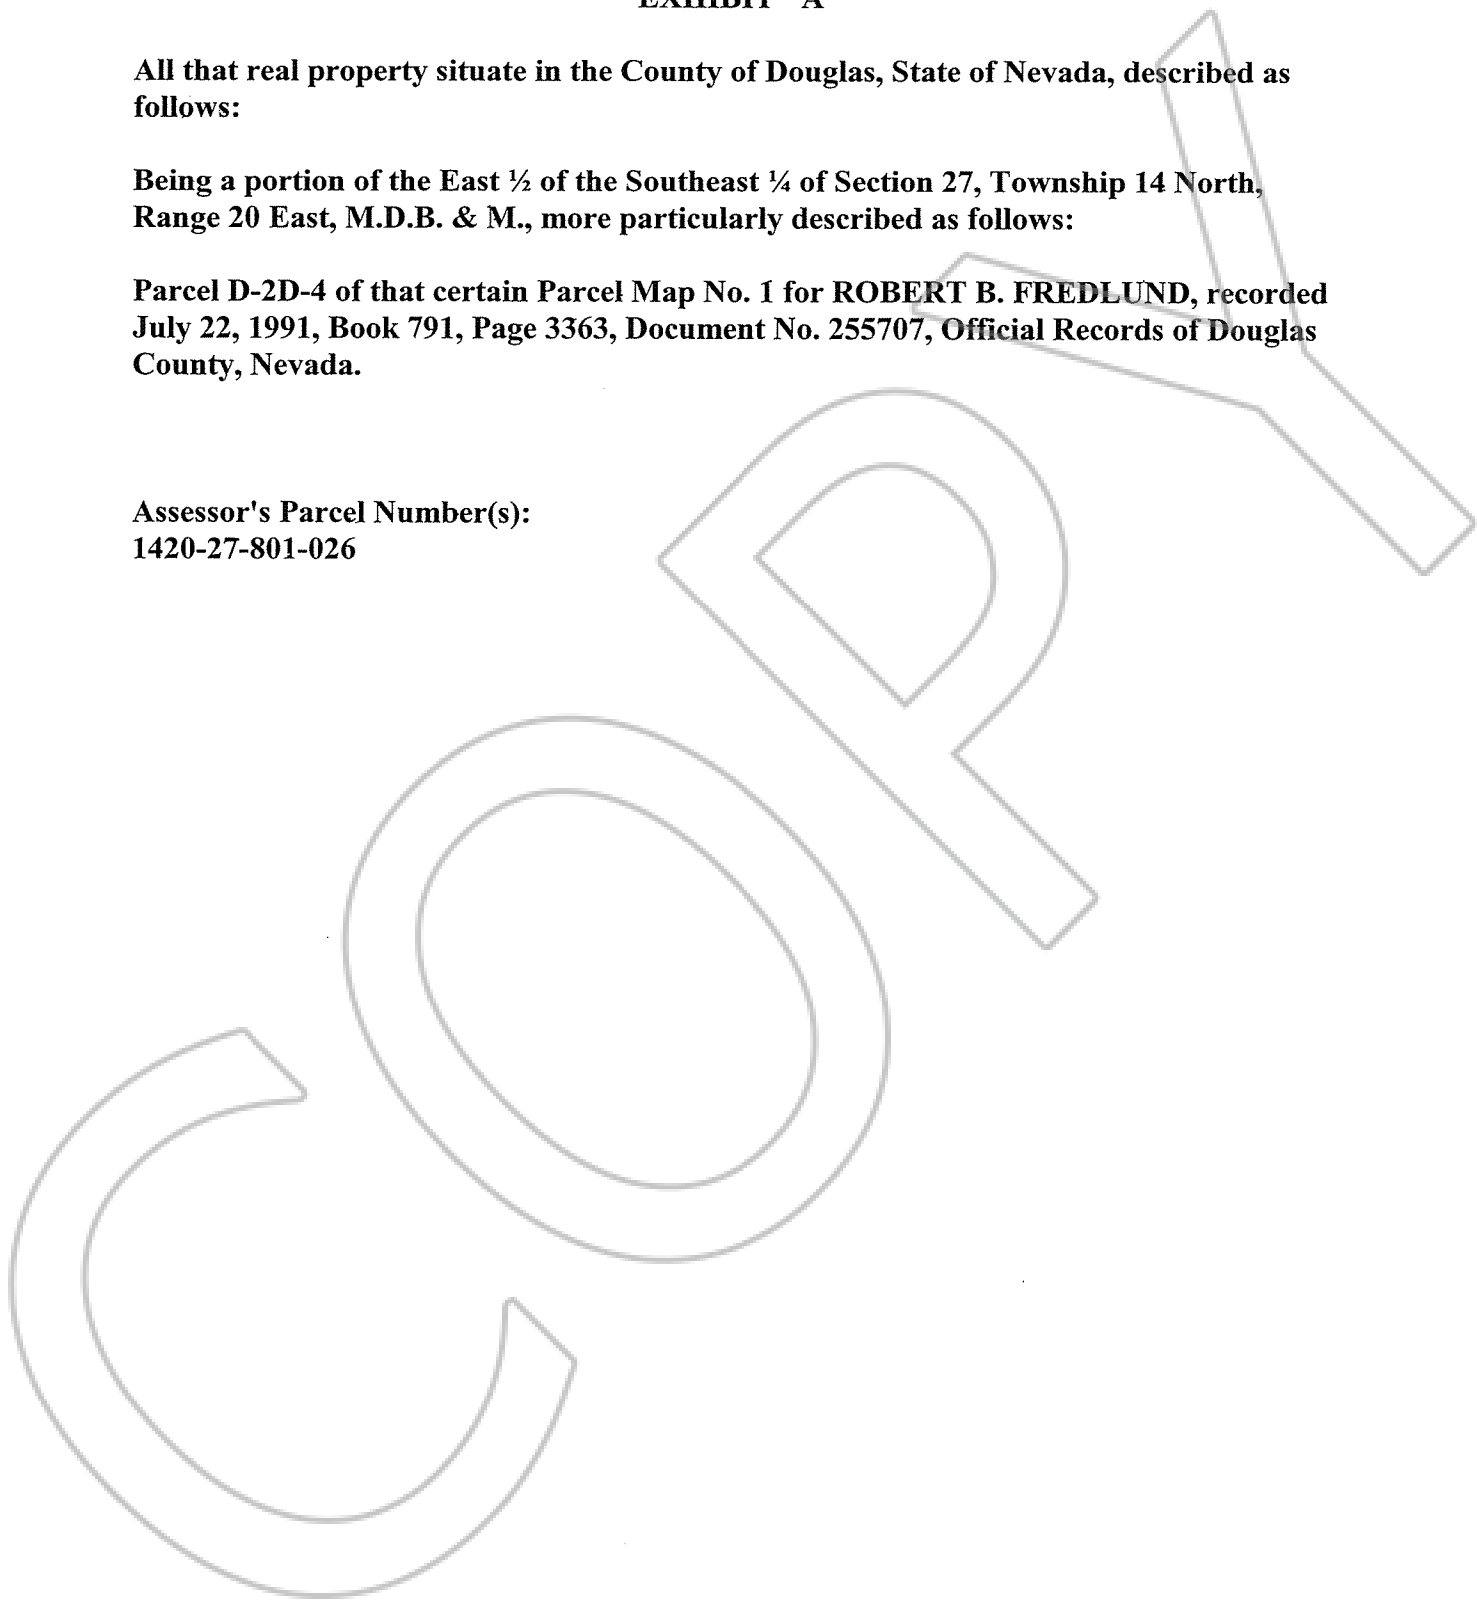 EXHIBIT "A"
All that real property situate in the County of Douglas, State of Nevada, described as
follows:
Being a portion of the East ½ of the Southeast ¼ of Section 27, Township 14 North,
Range 20 East, M.D.B. & M., more particularly described as follows:
Parcel D-2D-4 of that certain Parcel Map No. 1 for ROBERT B. FREDLUND, recorded
July 22, 1991, Book 791, Page 3363, Document No. 255707, Official Records of Douglas
County, Nevada.
Assessor's Parcel Number(s):
1420-27-801-026
COPY